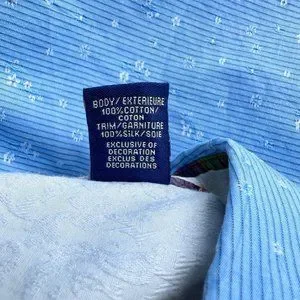 BODY/EXTERIEURE
100%COTTON/
COTON
TRIM/GARNITURE
100%SILK/SOIE
EXCLUSIVE OF
DECORATION
EXCLUS DES
DECORATIONS